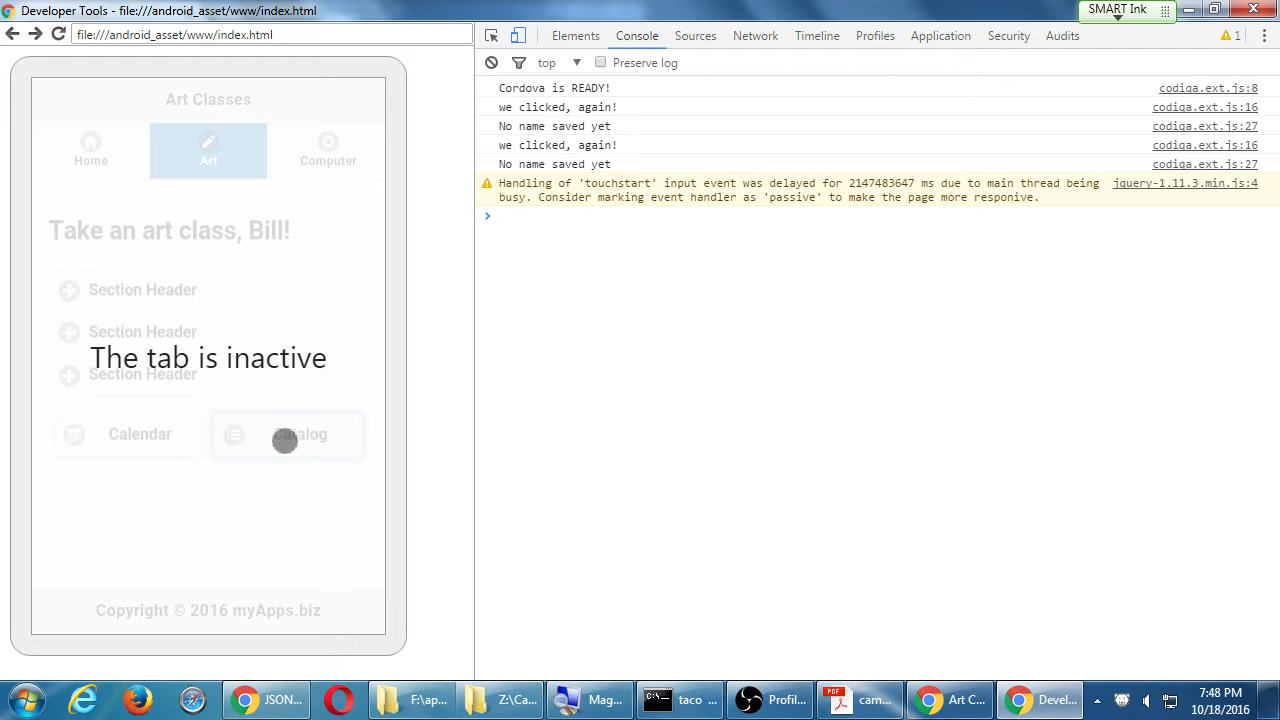 Developer Tools - file:///android_asset/www/index.html
SMART Ink
file:///android_asset/www/index.html
Elements Console Sources Network Timeline Profiles Application Security Audits 1
top Preserve log
Cordova is READY! codiqa.ext.js:8
we clicked, again! codiqa.ext.js:16
No name saved yet codiqa.ext.js:27
we clicked, again! codiqa.ext.js:16
No name saved yet codiqa.ext.js:27
Handling of 'touchstart' input event was delayed for 2147483647 ms due to main thread being jquery-1.11.3.min.js:4
busy. Consider marking event handler as 'passive' to make the page more responive.
>
Art Classes
Home Art Computer
Take an art class, Bill!
Section Header
Section Header
The tab is inactive
Section Header
Calendar Catalog
Copyright © 2016 myApps.biz
JSON... F:\ap... Z:\Ca... Mag... taco ... Profil... PDF cam... Art C... Devel...
7:48 PM
10/18/2016